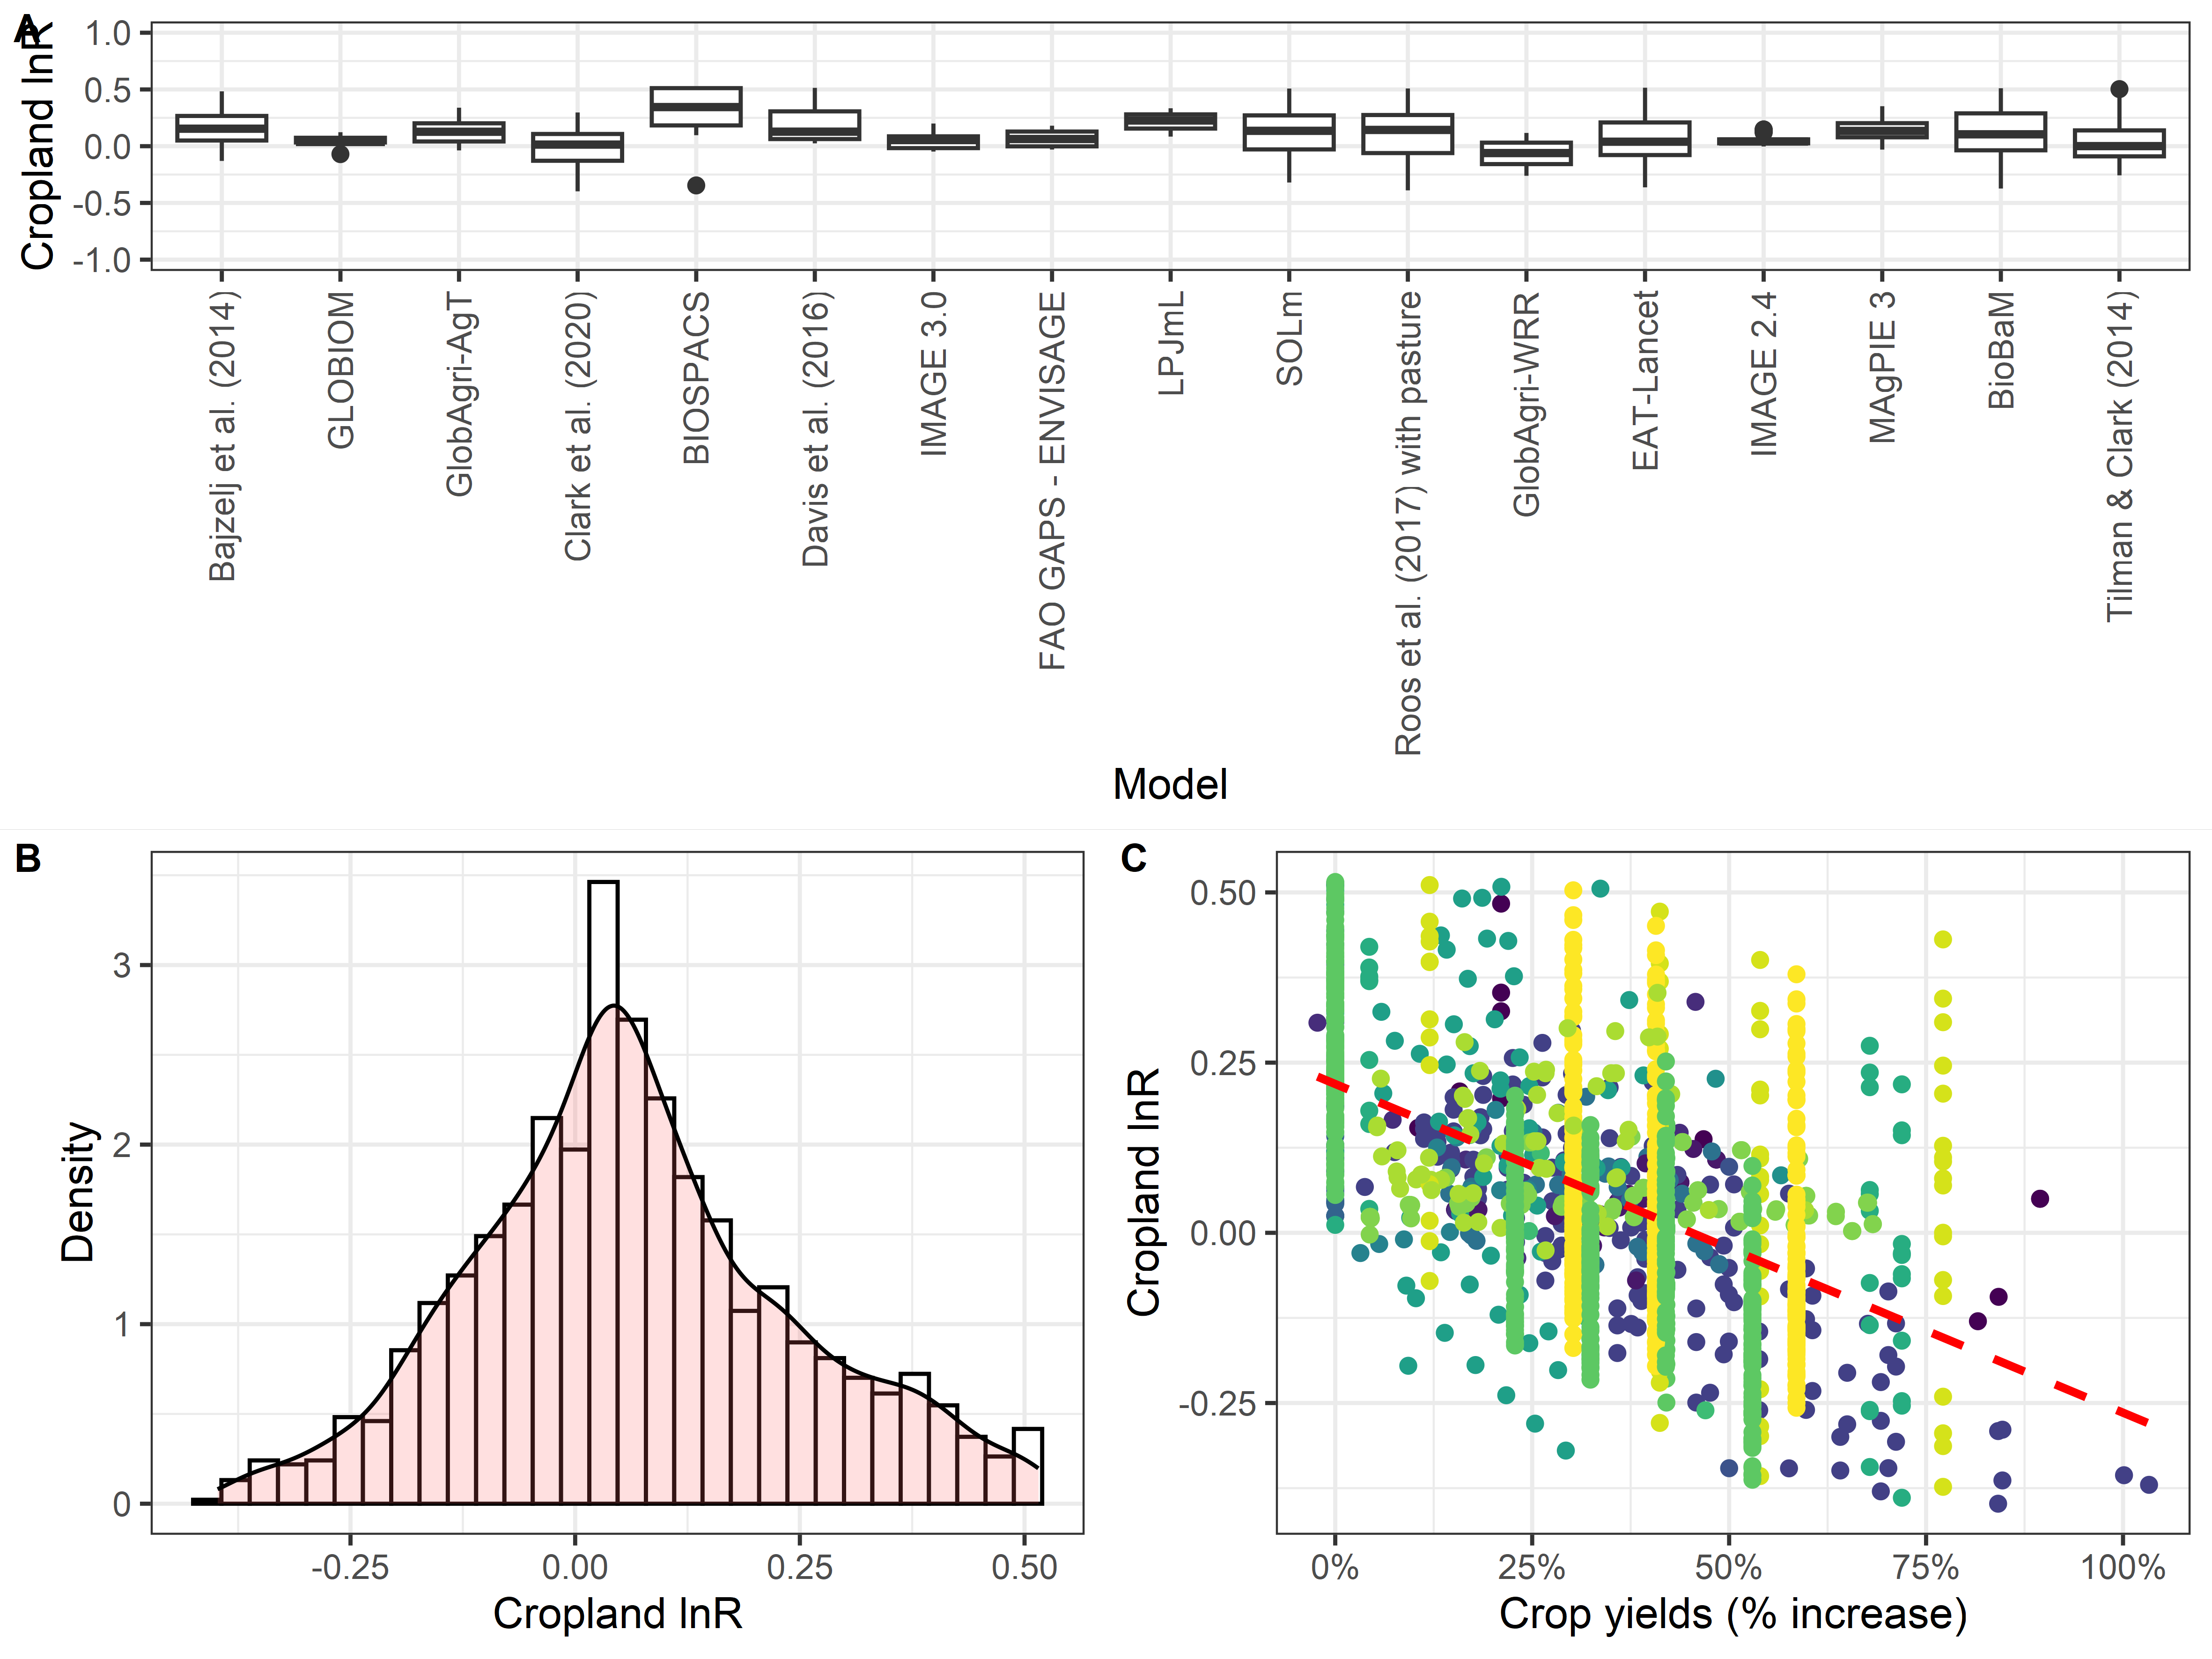 A
Cropland lnR
1.0
0.5
0.0
-0.5
-1.0
Bajzelj et al. (2014)
GLOBIOM
GlobAgri-AgT
Clark et al. (2020)
BIOSPACS
Davis et al. (2016)
IMAGE 3.0
FAO GAPS - ENVISAGE
LPJmL
SOLm
Roos et al. (2017) with pasture
GlobAgri-WRR
EAT-Lancet
IMAGE 2.4
MAgPIE 3
BioBaM
Tilman & Clark (2014)
Model
B
Density
3
2
1
0
-0.25
0.00
0.25
0.50
Cropland lnR
C
Cropland lnR
0.50
0.25
0.00
-0.25
0%
25%
50%
75%
100%
Crop yields (% increase)